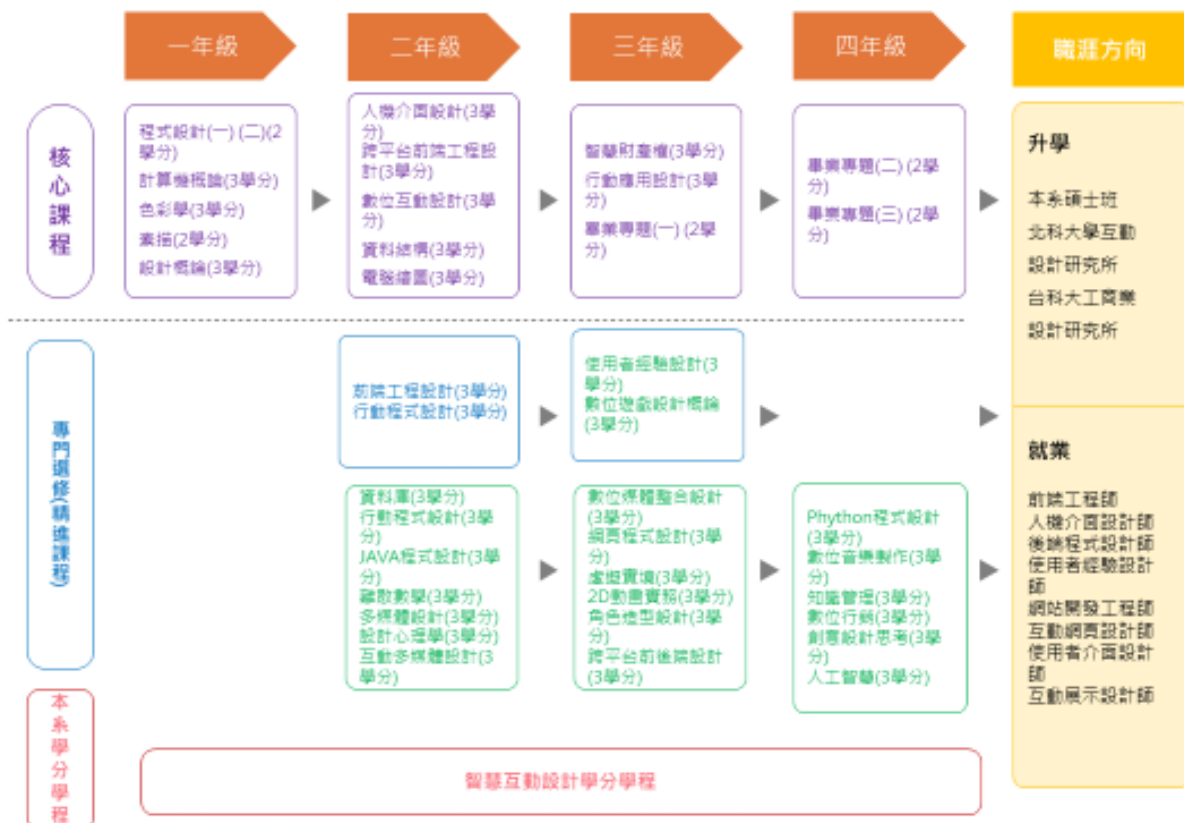 一年級
二年級
三年級
四年級
職涯方向
核心課程
程式設計(一) (二)(2
學分)
計算機概論(3學分)
色彩學(3學分)
素描(2學分)
設計概論(3學分)
人機介面設計(3學
分)
跨平台前端工程設
計(3學分)
數位互動設計(3學
分)
資料結構(3學分)
電腦繪圖(3學分)
智慧財產權(3學分)
行動應用設計(3學
分)
畢業專題(一) (2學
分)
畢業專題(二) (2學
分)
畢業專題(三) (2學
分)
升學
本系碩士班
北科大學互動
設計研究所
台科大工商業
設計研究所
專門選修(精進課程)
前端工程設計(3學分)
行動程式設計(3學分)
使用者經驗設計(3
學分)
數位遊戲設計概論
(3學分)
資料庫(3學分)
行動程式設計(3學
分)
JAVA程式設計(3學
分)
離散數學(3學分)
多媒體設計(3學分)
設計心理學(3學分)
互動多媒體設計(3
學分)
數位媒體整合設計
(3學分)
網頁程式設計(3學
分)
虛擬實境(3學分)
2D動畫實務(3學分)
角色造型設計(3學
分)
跨平台前後端設計
(3學分)
Phython程式設計
(3學分)
數位音樂製作(3學
分)
知識管理(3學分)
數位行銷(3學分)
創意設計思考(3學
分)
人工智慧(3學分)
就業
前端工程師
人機介面設計師
後端程式設計師
使用者經驗設計
師
網站開發工程師
互動網頁設計師
使用者介面設計
師
互動展示設計師
本系學分學程
智慧互動設計學分學程